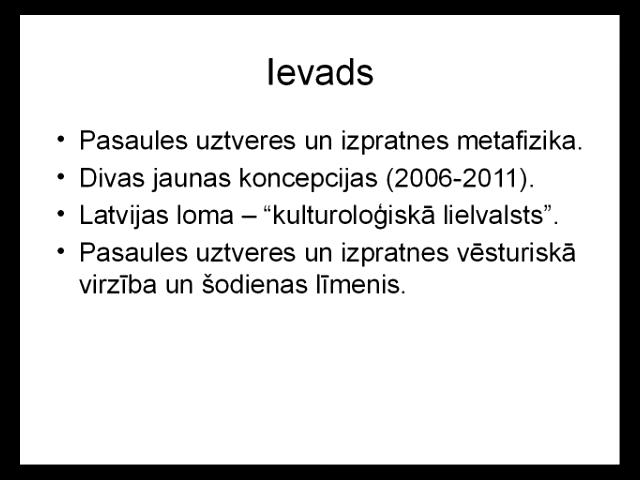 Ievads
• Pasaules uztveres un izpratnes metafizika.
• Divas jaunas koncepcijas (2006-2011).
• Latvijas loma – “kulturoloģiskā lielvalsts”.
• Pasaules uztveres un izpratnes vēsturiskā
virzība un šodienas līmenis.